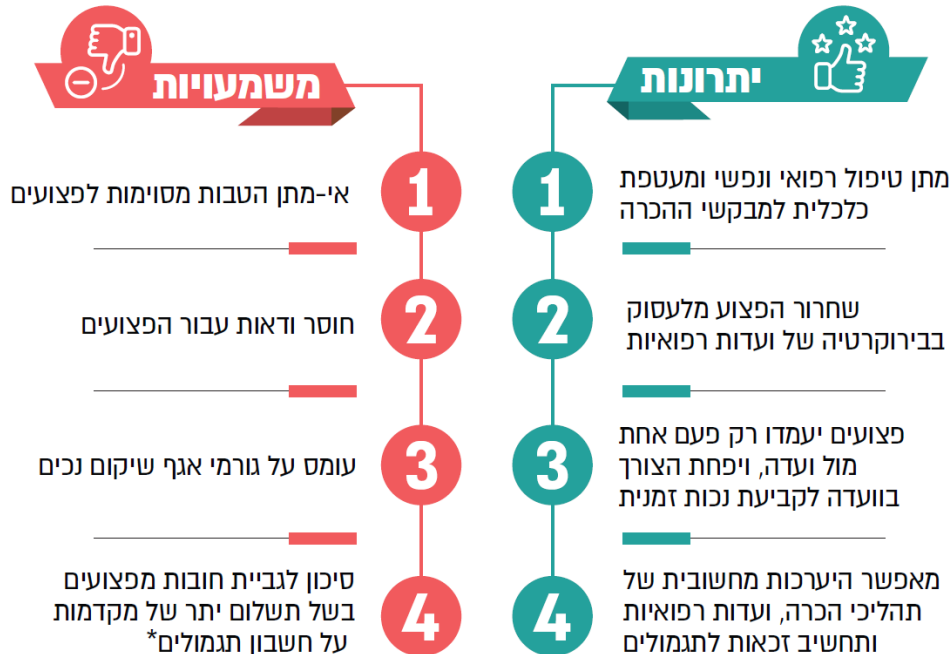 יתרונות
1
מתן טיפול רפואי ונפשי ומעטפת
כלכלית למבקשי ההכרה
2
שחרור הפצוע מלעסוק
בבירוקרטיה של ועדות רפואיות
3
פצועים יעמדו רק פעם אחת
מול ועדה, ויפחת הצורך
בוועדה לקביעת נכות זמנית
4
מאפשר היערכות מחשובית של
תהליכי הכרה, ועדות רפואיות
ותחשיב זכאות לתגמולים
משמעויות
1
אי-מתן הטבות מסוימות לפצועים
2
חוסר ודאות עבור הפצועים
3
עומס על גורמי אגף שיקום נכים
4
סיכון לגביית חובות מפצועים
בשל תשלום יתר של מקדמות
על חשבון תגמולים*